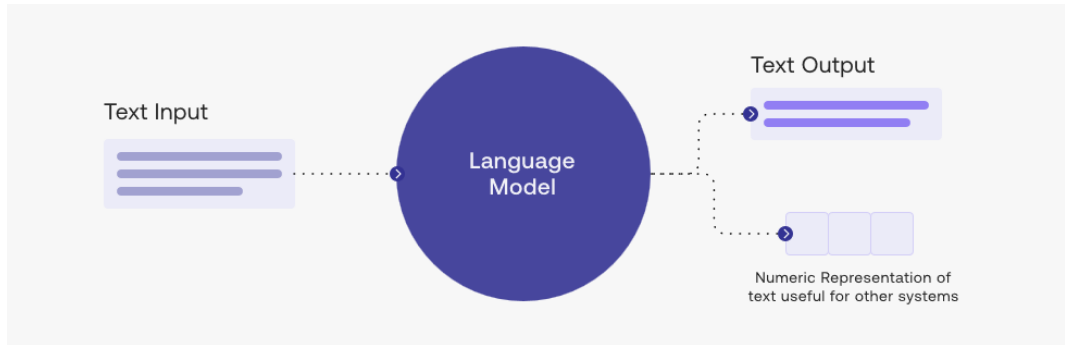 Text Input
Language
Model
Text Output
Numeric Representation of
text useful for other systems